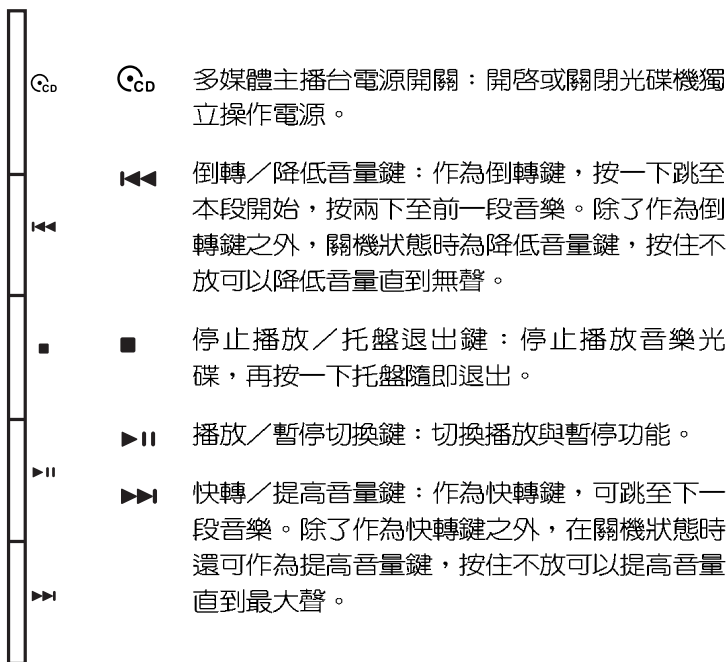 CD CD 多媒體主播台電源開關：開啟或關閉光碟機獨
立操作電源。
倒轉／降低音量鍵：作為倒轉鍵，按一下跳至
本段開始，按兩下至前一段音樂。除了作為倒
轉鍵之外，關機狀態時為降低音量鍵，按住不
放可以降低音量直到無聲。
停止播放／托盤退出鍵：停止播放音樂光
碟，再按一下托盤隨即退出。
播放／暫停切換鍵：切換播放與暫停功能。
快轉／提高音量鍵：作為快轉鍵，可跳至下一
段音樂。除了作為快轉鍵之外，在關機狀態時
還可作為提高音量鍵，按住不放可以提高音量
直到最大聲。